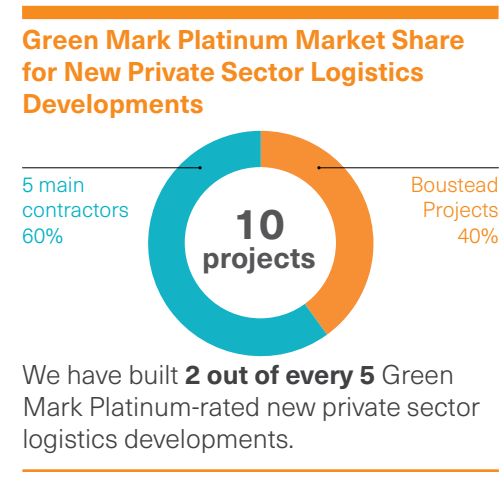 Green Mark Platinum Market Share
for New Private Sector Logistics
Developments
5 main
contractors
60%
10
projects
Boustead
Projects
40%
We have built 2 out of every 5 Green
Mark Platinum-rated new private sector
logistics developments.